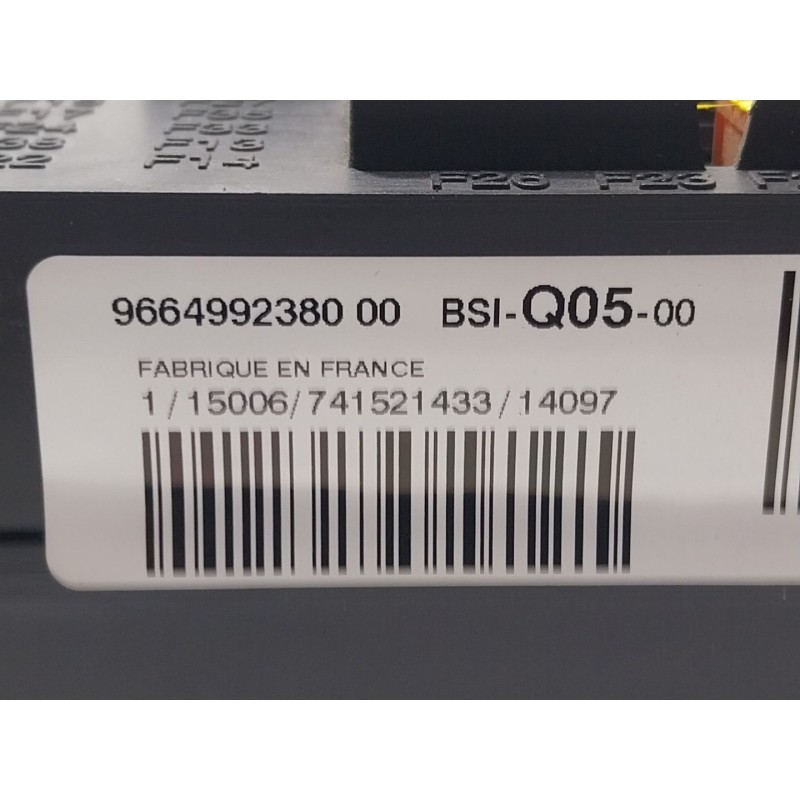 F14
F26 F23
9664992380 00 BSI-Q05-00
FABRIQUE EN FRANCE
1/15006/741521433/14097